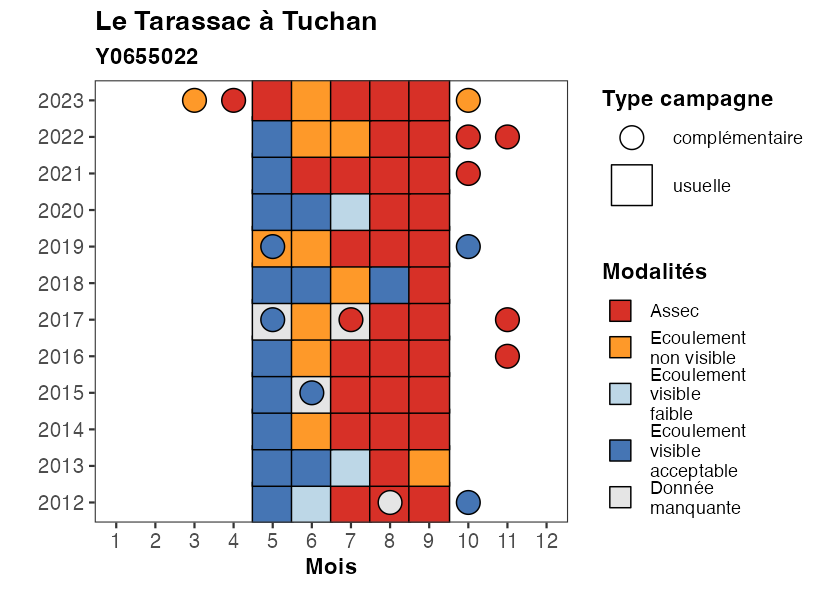 Le Tarassac à Tuchan
Y0655022
2023
2022
2021
2020
2019
2018
2017
2016
2015
2014
2013
2012
1 2 3 4 5 6 7 8 9 10 11 12
Mois
Type campagne
complémentaire
usuelle
Modalités
Assec
Ecoulement
non visible
Ecoulement
visible
faible
Ecoulement
visible
acceptable
Donnée
manquante